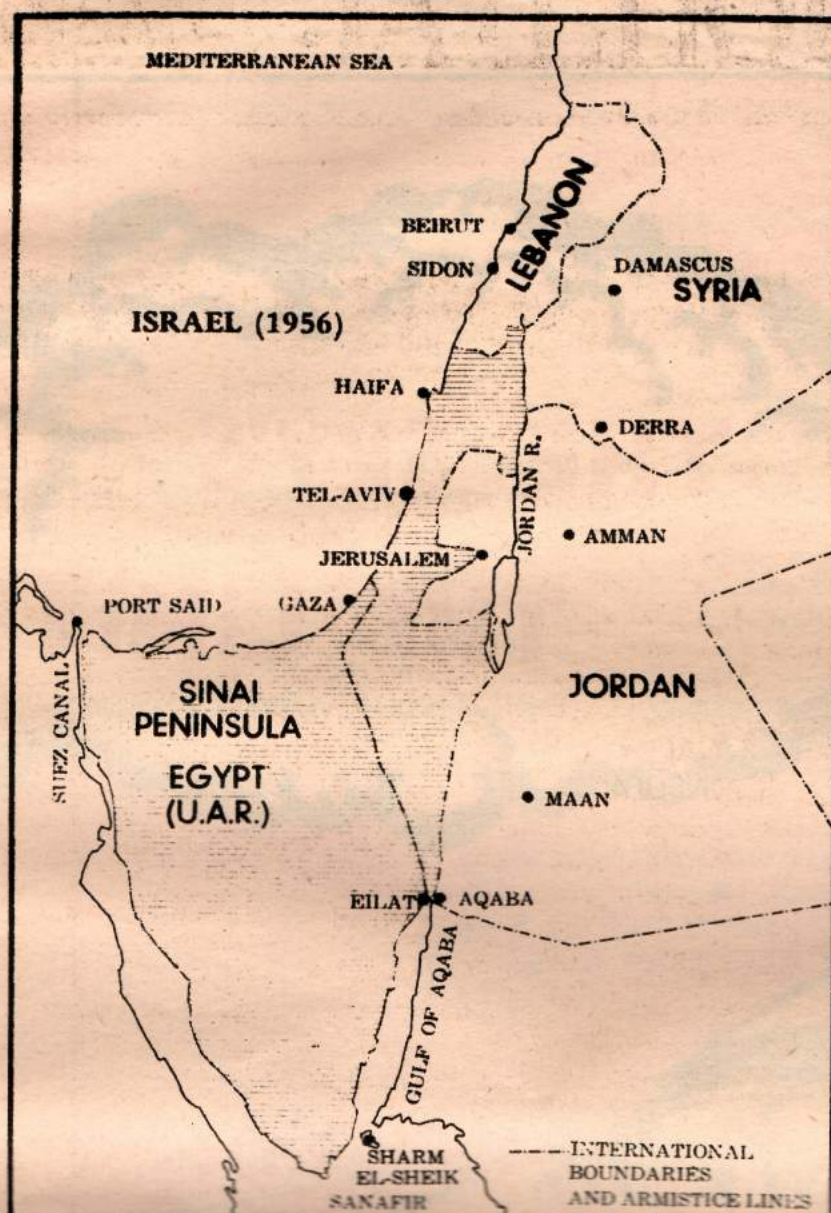 MEDITERRANEAN SEA
BEIRUT
LEBANON
SIDON
DAMASCUS
SYRIA
ISRAEL (1956)
HAIFA
DERRA
JORDAN R.
TEL-AVIV
AMMAN
JERUSALEM
PORT SAID
GAZA
SUEZ CANAL
SINAI
PENINSULA
JORDAN
EGYPT
(U.A.R.)
MAAN
EILAT
AQABA
GULF OF AQABA
SHARM
EL-SHEIK
SANAFIR
INTERNATIONAL
BOUNDARIES
AND ARMISTICE LINES